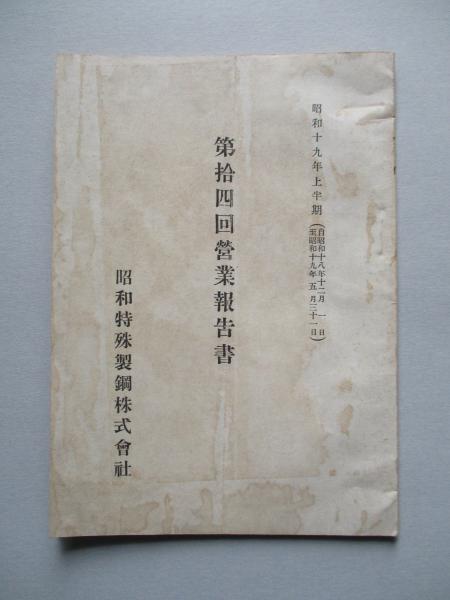 昭和十九年上半期
(自昭和十八年十二月一日
至昭和十九年五月三十一日)
第拾四回營業報告書
昭和特殊製鋼株式會社